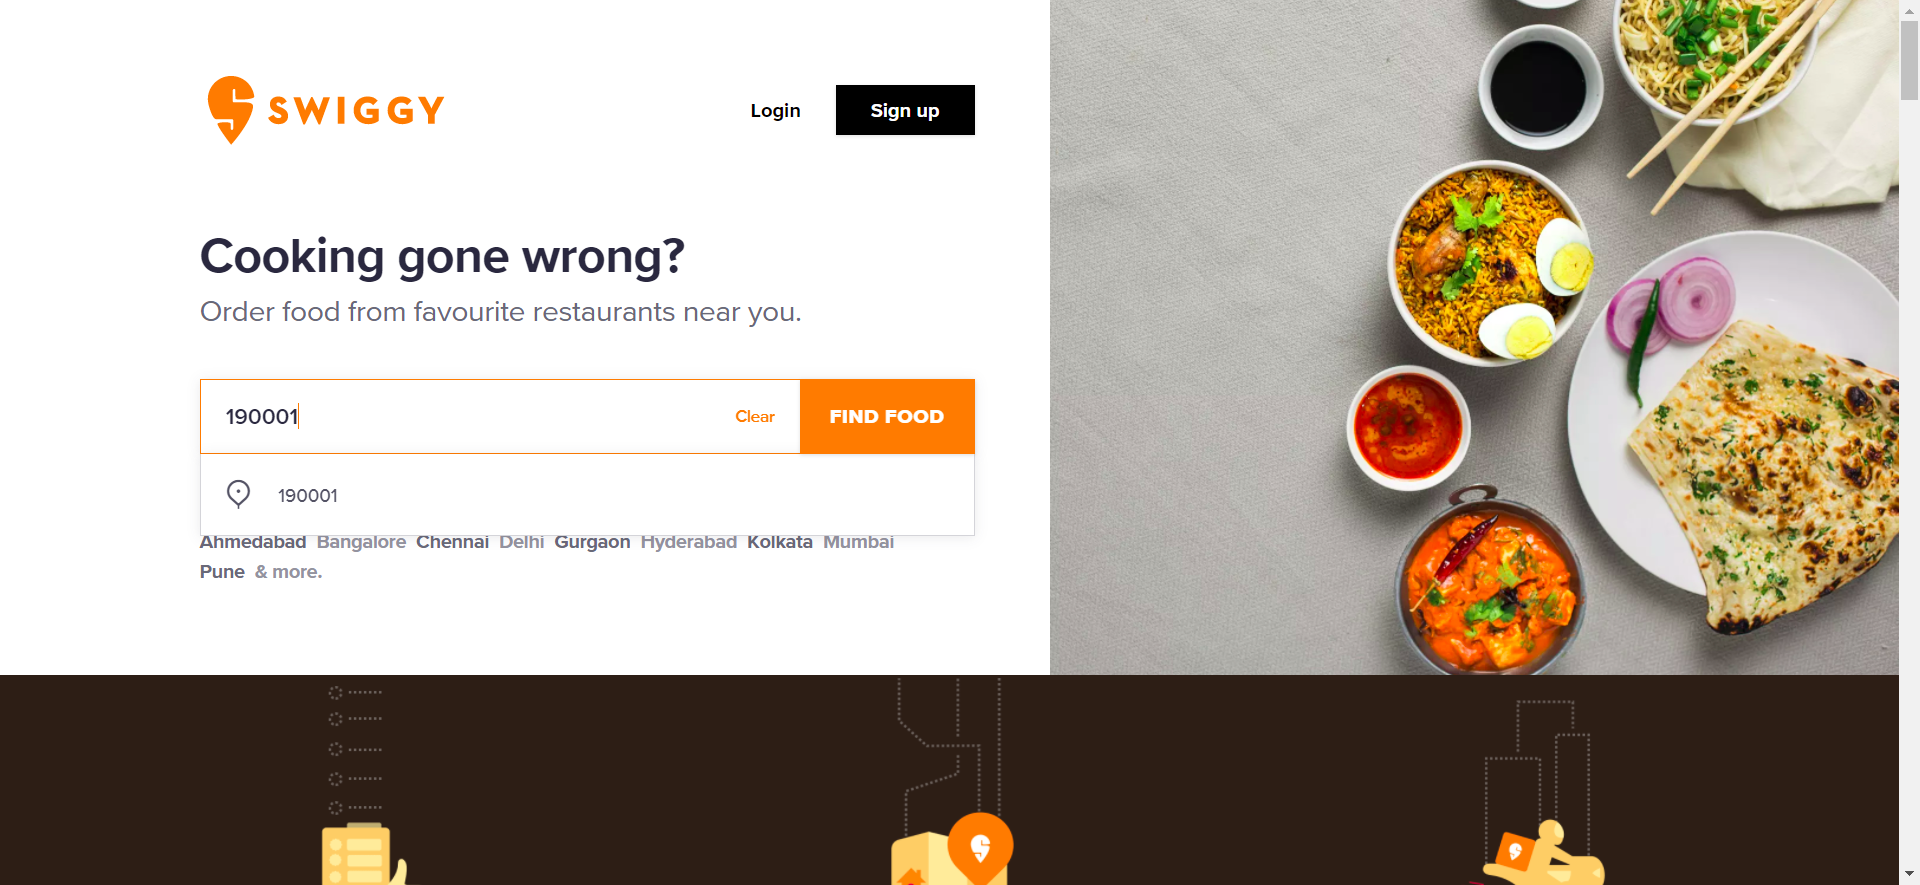 SWIGGY
Login
Sign up
Cooking gone wrong?
Order food from favourite restaurants near you.
190001
Clear
FIND FOOD
190001
Ahmedabad Bangalore Chennai Delhi Gurgaon Hyderabad Kolkata Mumbai
Pune & more.